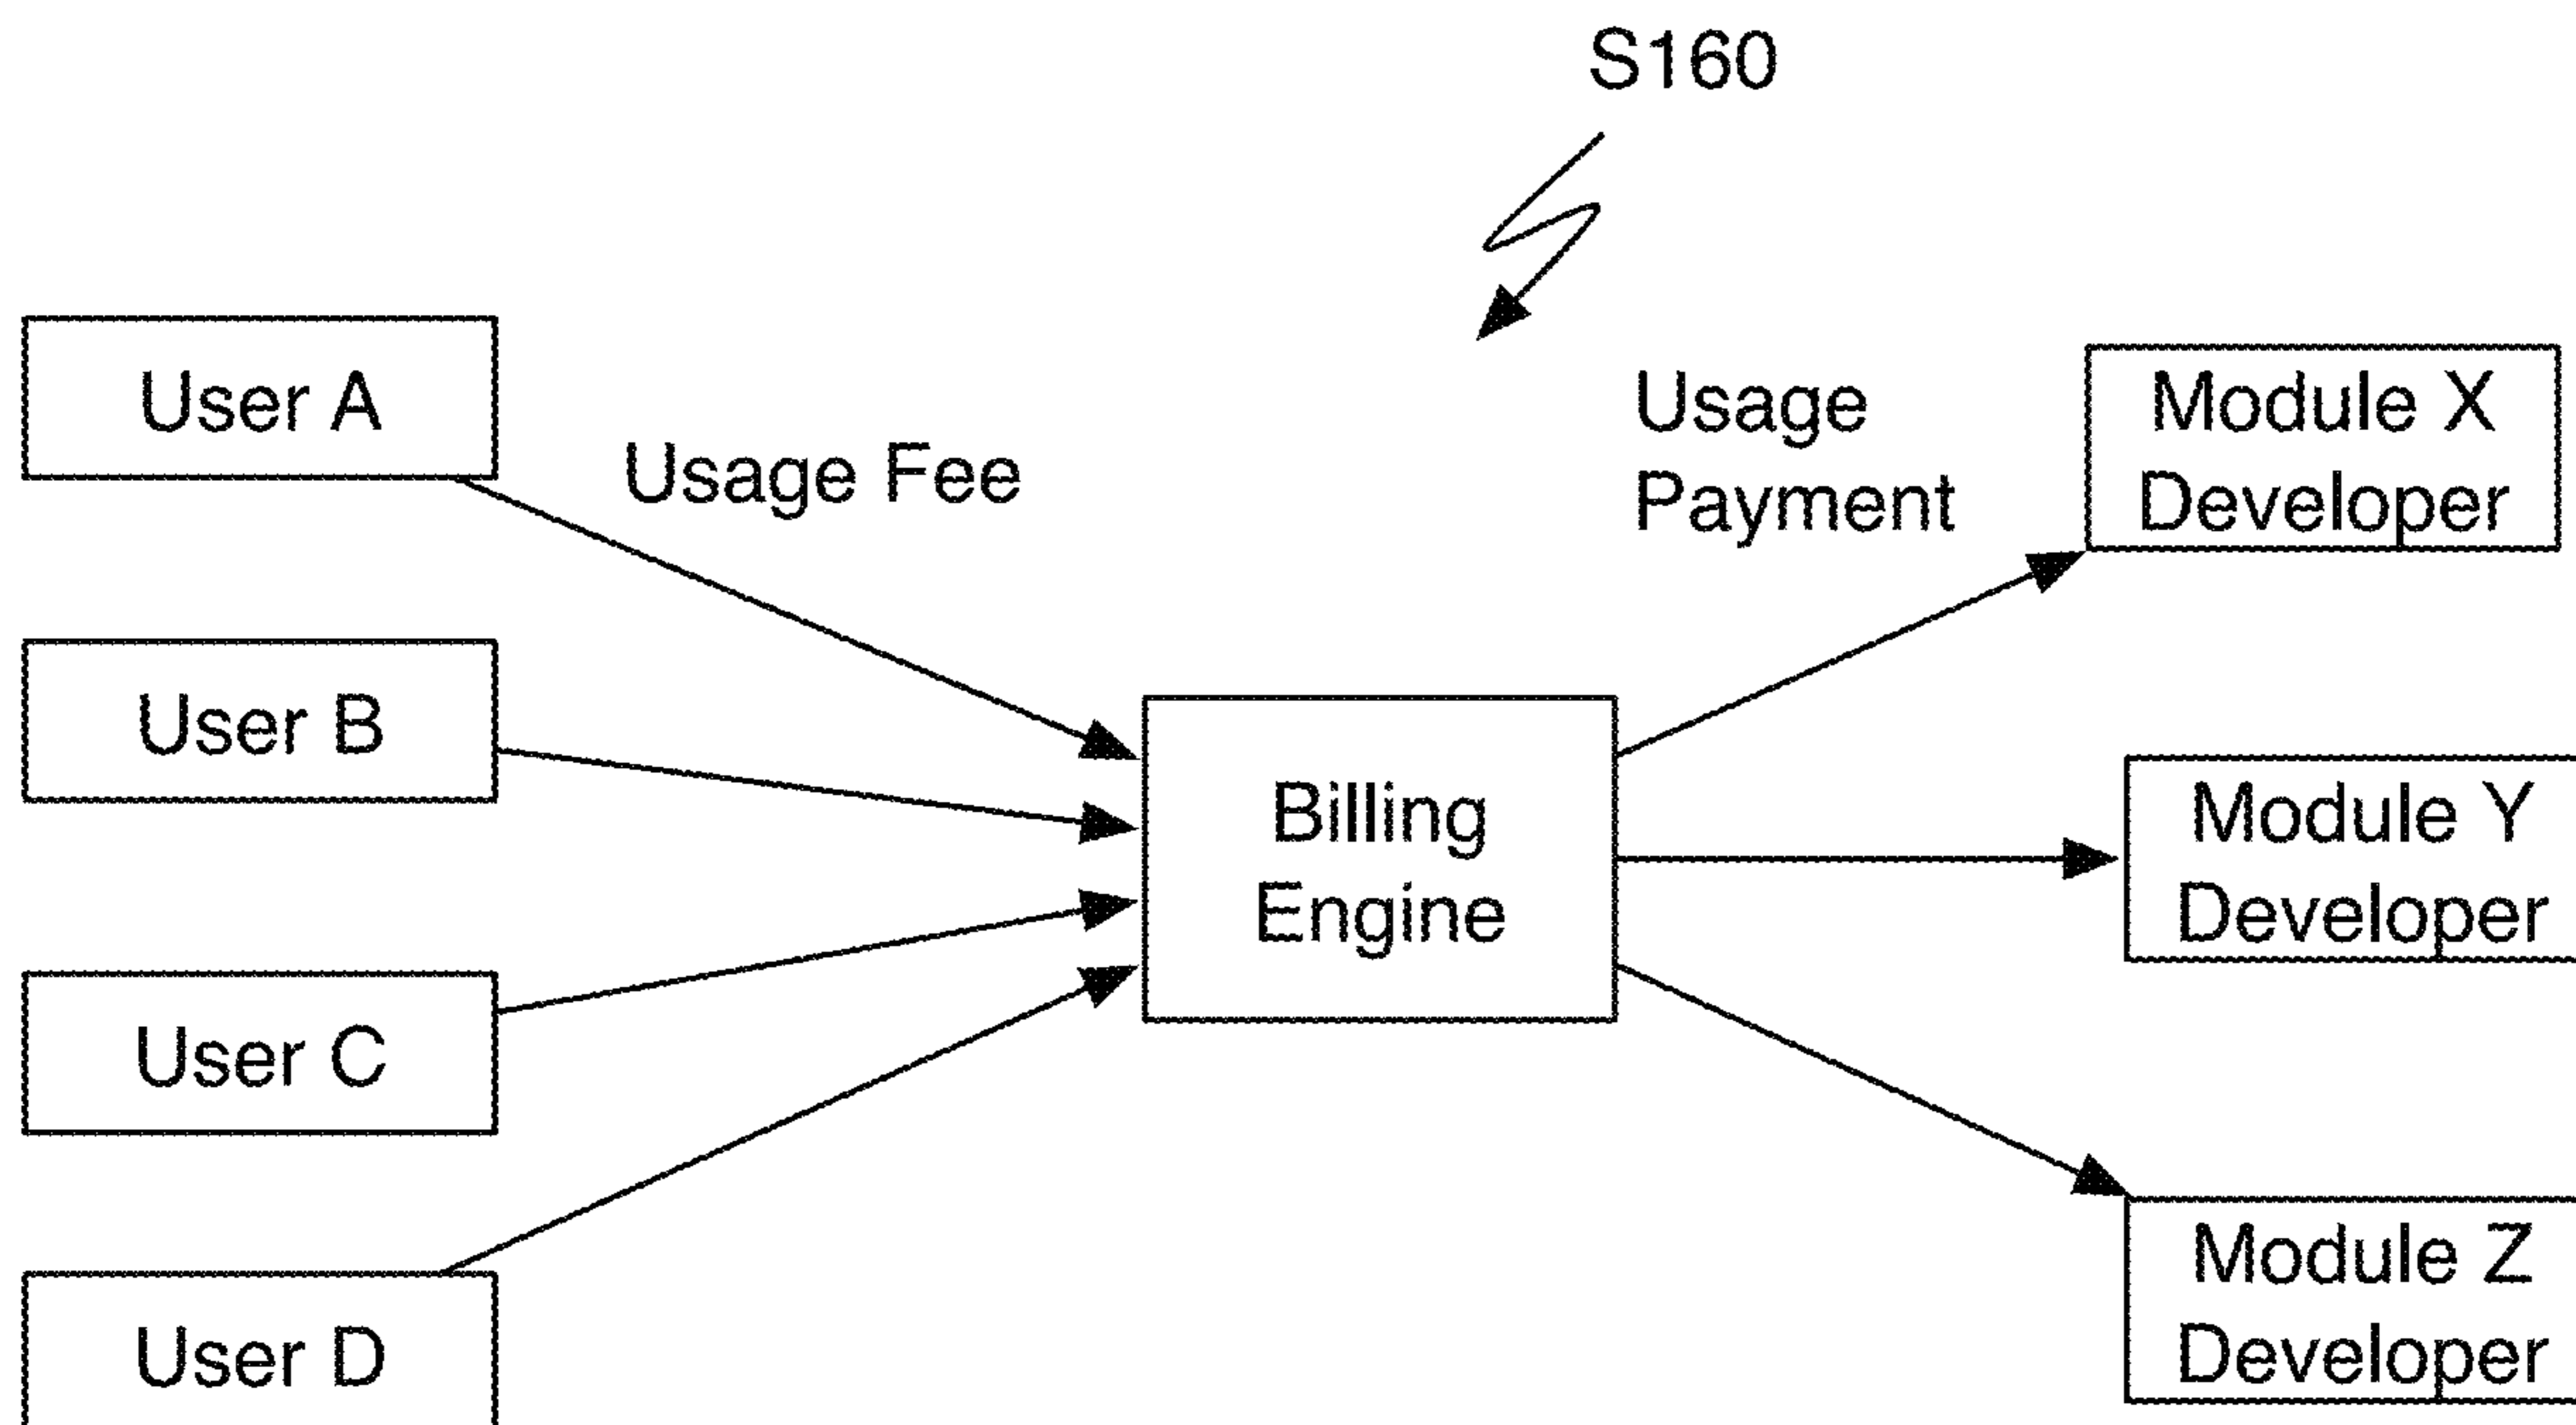 S160
User A
Usage Fee
Usage
Payment
Module X
Developer
User B
Billing
Engine
Module Y
Developer
User C
User D
Module Z
Developer